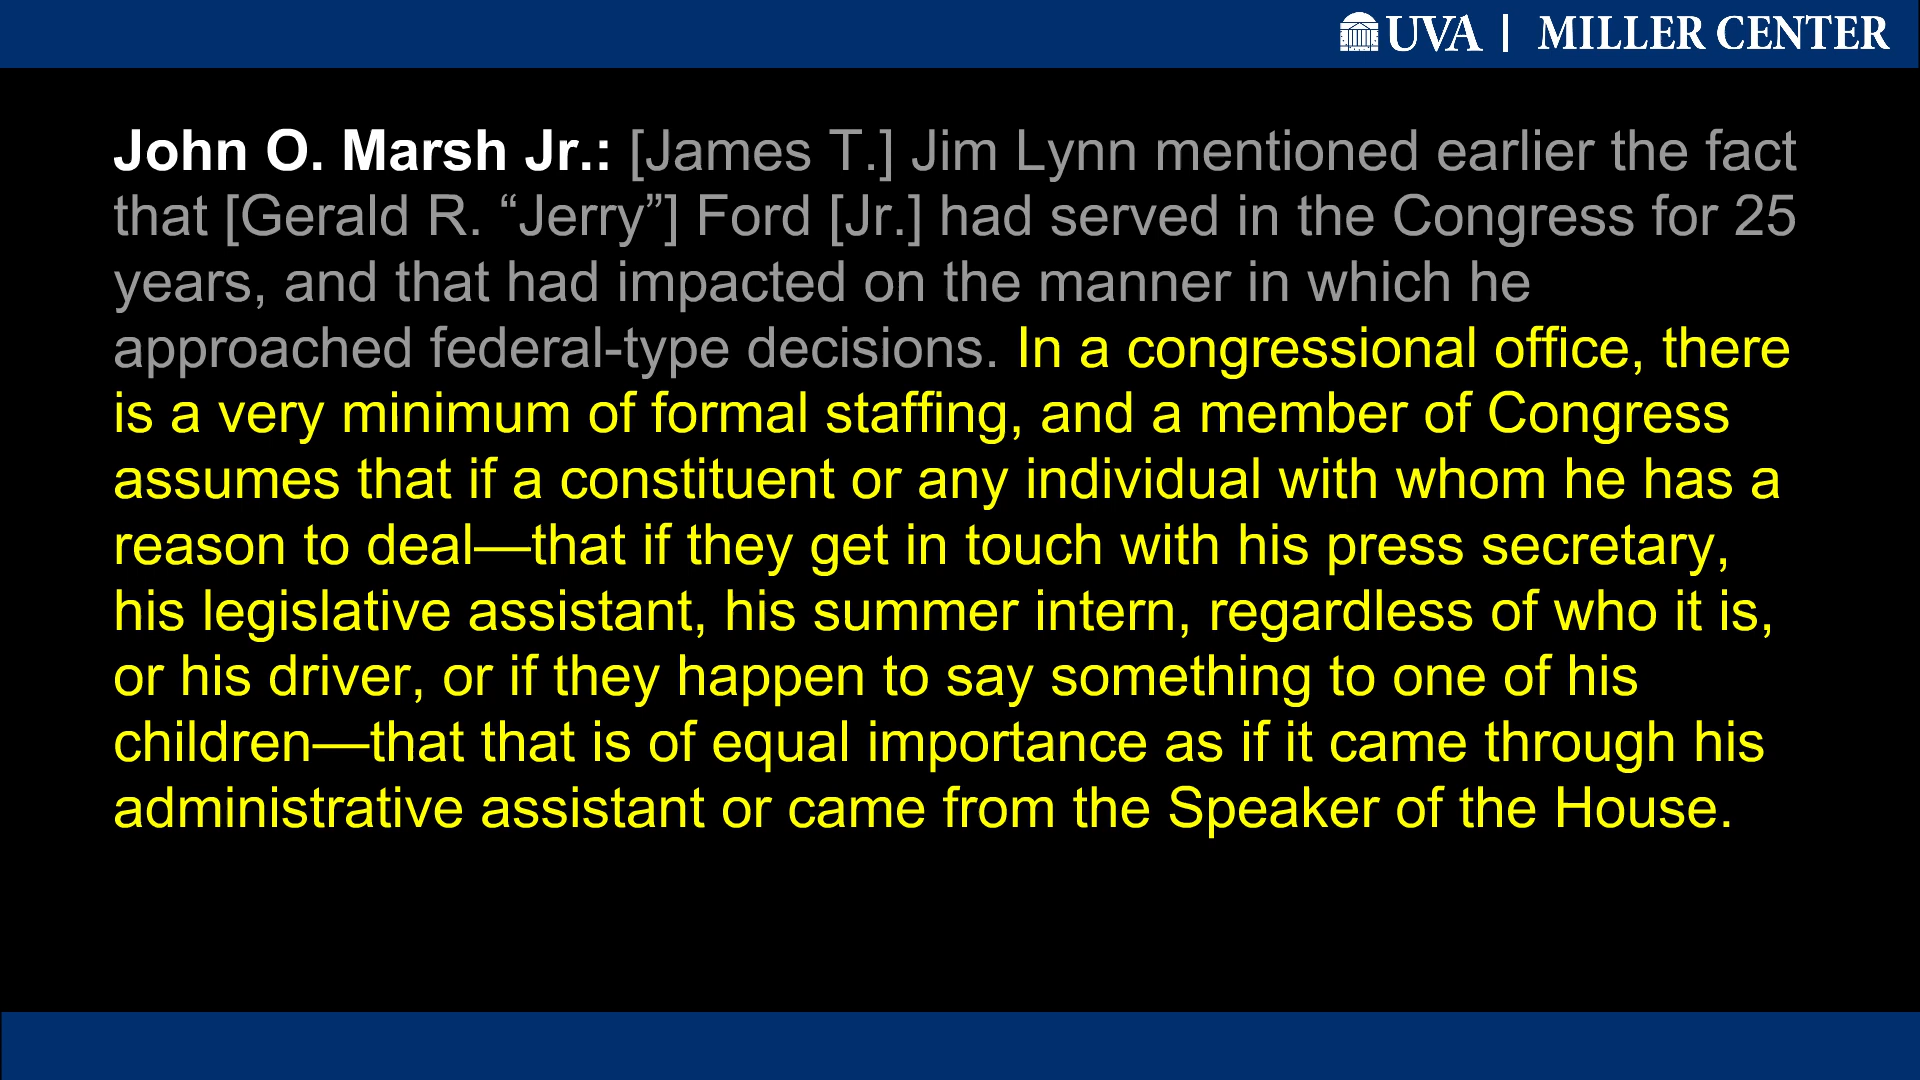 UVA | MILLER CENTER
John O. Marsh Jr.: [James T.] Jim Lynn mentioned earlier the fact
that [Gerald R. “Jerry”] Ford [Jr.] had served in the Congress for 25
years, and that had impacted on the manner in which he
approached federal-type decisions. In a congressional office, there
is a very minimum of formal staffing, and a member of Congress
assumes that if a constituent or any individual with whom he has a
reason to deal—that if they get in touch with his press secretary,
his legislative assistant, his summer intern, regardless of who it is,
or his driver, or if they happen to say something to one of his
children—that that is of equal importance as if it came through his
administrative assistant or came from the Speaker of the House.